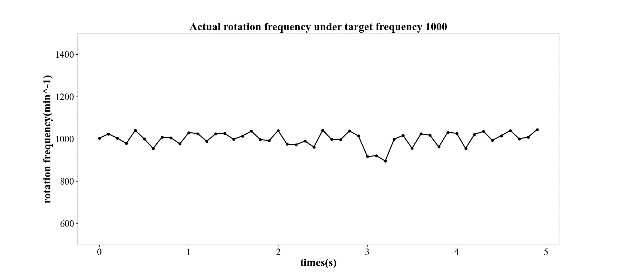 Actual rotation frequency under target frequency 1000
1400
1200
1000
800
600
rotation frequency(min^-1)
0 1 2 3 4 5
times(s)